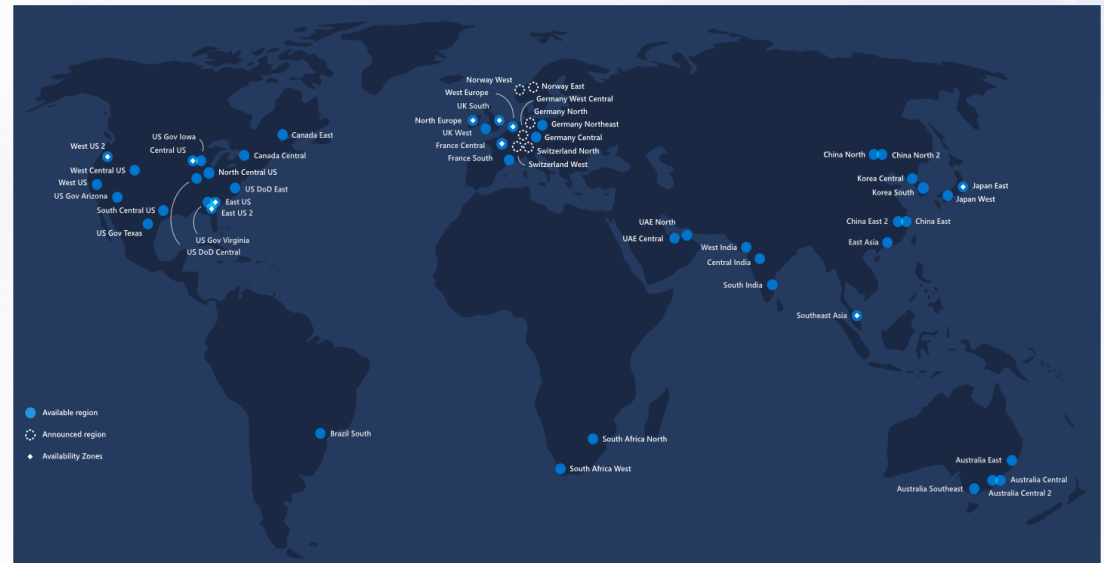 Norway West
Norway East
West Europe
Germany West Central
UK South
Germany North
North Europe
Germany Northeast
UK West
Germany Central
France Central
Switzerland North
France South
Switzerland West
US Gov Iowa
Canada East
Central US
West US 2
Canada Central
West Central US
North Central US
West US
US DoD East
US Gov Arizona
East US
South Central US
East US 2
US Gov Texas
US Gov Virginia
US DoD Central
China North
China North 2
Korea Central
Korea South
Japan East
Japan West
China East 2
China East
East Asia
UAE North
UAE Central
West India
Central India
South India
Southeast Asia
Available region
Announced region
Availability Zones
Brazil South
South Africa North
South Africa West
Australia East
Australia Central
Australia Southeast
Australia Central 2